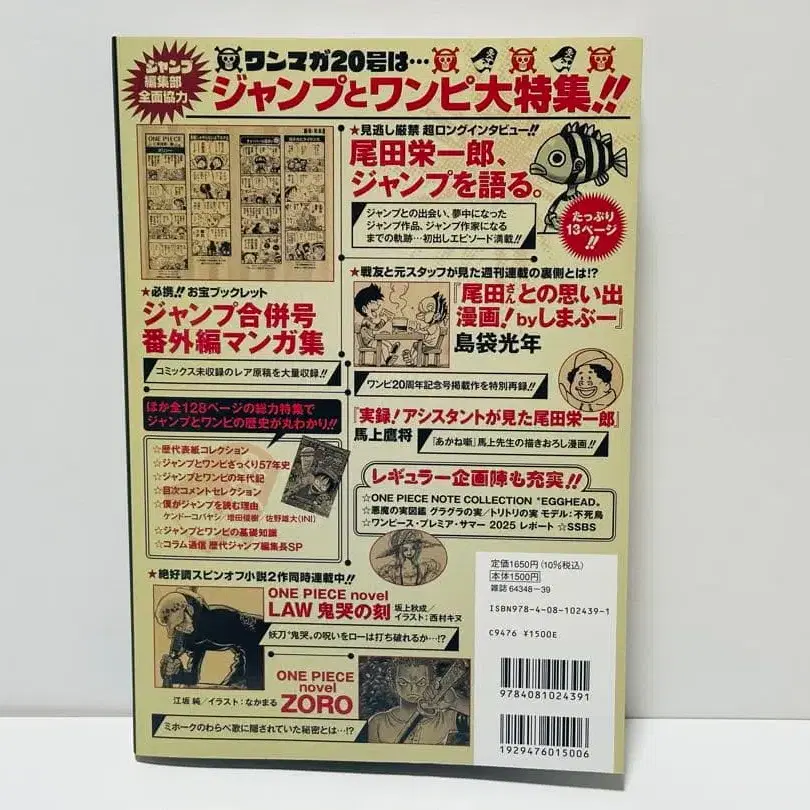 ジャンプ
編集部
全面協力
ワンマガ20号は…
ジャンプとワンピ大特集!!
ONE PIECE
★見逃し厳禁 超ロングインタビュー!!
尾田栄一郎、
ジャンプを語る。
ジャンプとの出会い、夢中になった
ジャンプ作品、ジャンプ作家になる
までの軌跡…初出しエピソード満載!!
たっぷり
13ページ
!!
★必携!! お宝ブックレット
ジャンプ合併号
番外編マンガ集
コミックス未収録のレア原稿を大量収録!!
★戦友と元スタッフが見た週刊連載の裏側とは!?
『尾田さんとの思い出
漫画!byしまぶー』
島袋光年
ワンピ20周年記念号掲載作を特別再録!!
『実録!アシスタントが見た尾田栄一郎』
馬上鷹将
『あかね噺』馬上先生の描きおろし漫画!!
ほか全128ページの総力特集で
ジャンプとワンピの歴史が丸わかり!!
☆歴代表紙コレクション
☆ジャンプとワンピざっくり57年史
☆ジャンプとワンピの年代記
☆目次コメントセレクション
☆僕がジャンプを読む理由
ケンドーコバヤシ/増田俊樹/佐野雄大(INI)
☆ジャンプとワンピの基礎知識
☆コラム通信 歴代ジャンプ編集長SP
レギュラー企画陣も充実!!
☆ONE PIECE NOTE COLLECTION "EGGHEAD"
☆悪魔の実図鑑 グラグラの実/トリトリの実 モデル:不死鳥
☆ワンピース・プレミア・サマー 2025 レポート ☆SSBS
★絶好調スピンオフ小説2作同時連載中!!
ONE PIECE novel
LAW 鬼哭の刻
坂上秋成/
イラスト:西村キヌ
妖刀"鬼哭"の呪いをローは打ち破れるか…!?
ONE PIECE
novel
ZORO
江坂 純/イラスト:なかまる
ミホークのわらべ歌に隠されていた秘密とは…!?
定価1650円(10%税込)
本体1500円
雑誌 64348-39
ISBN978-4-08-102439-1
C9476 ¥1500E
9784081024391
1929476015006